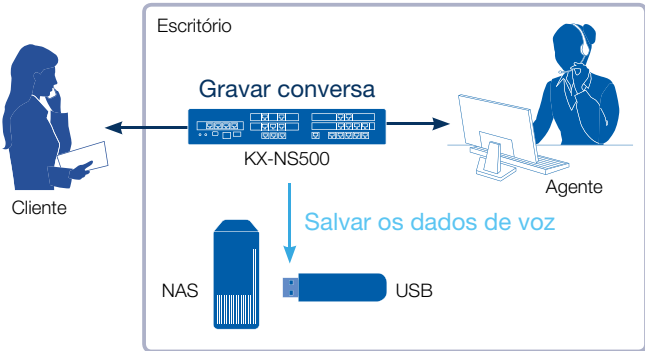 Escritório
Gravar conversa
KX-NS500
Cliente
Agente
Salvar os dados de voz
NAS
USB